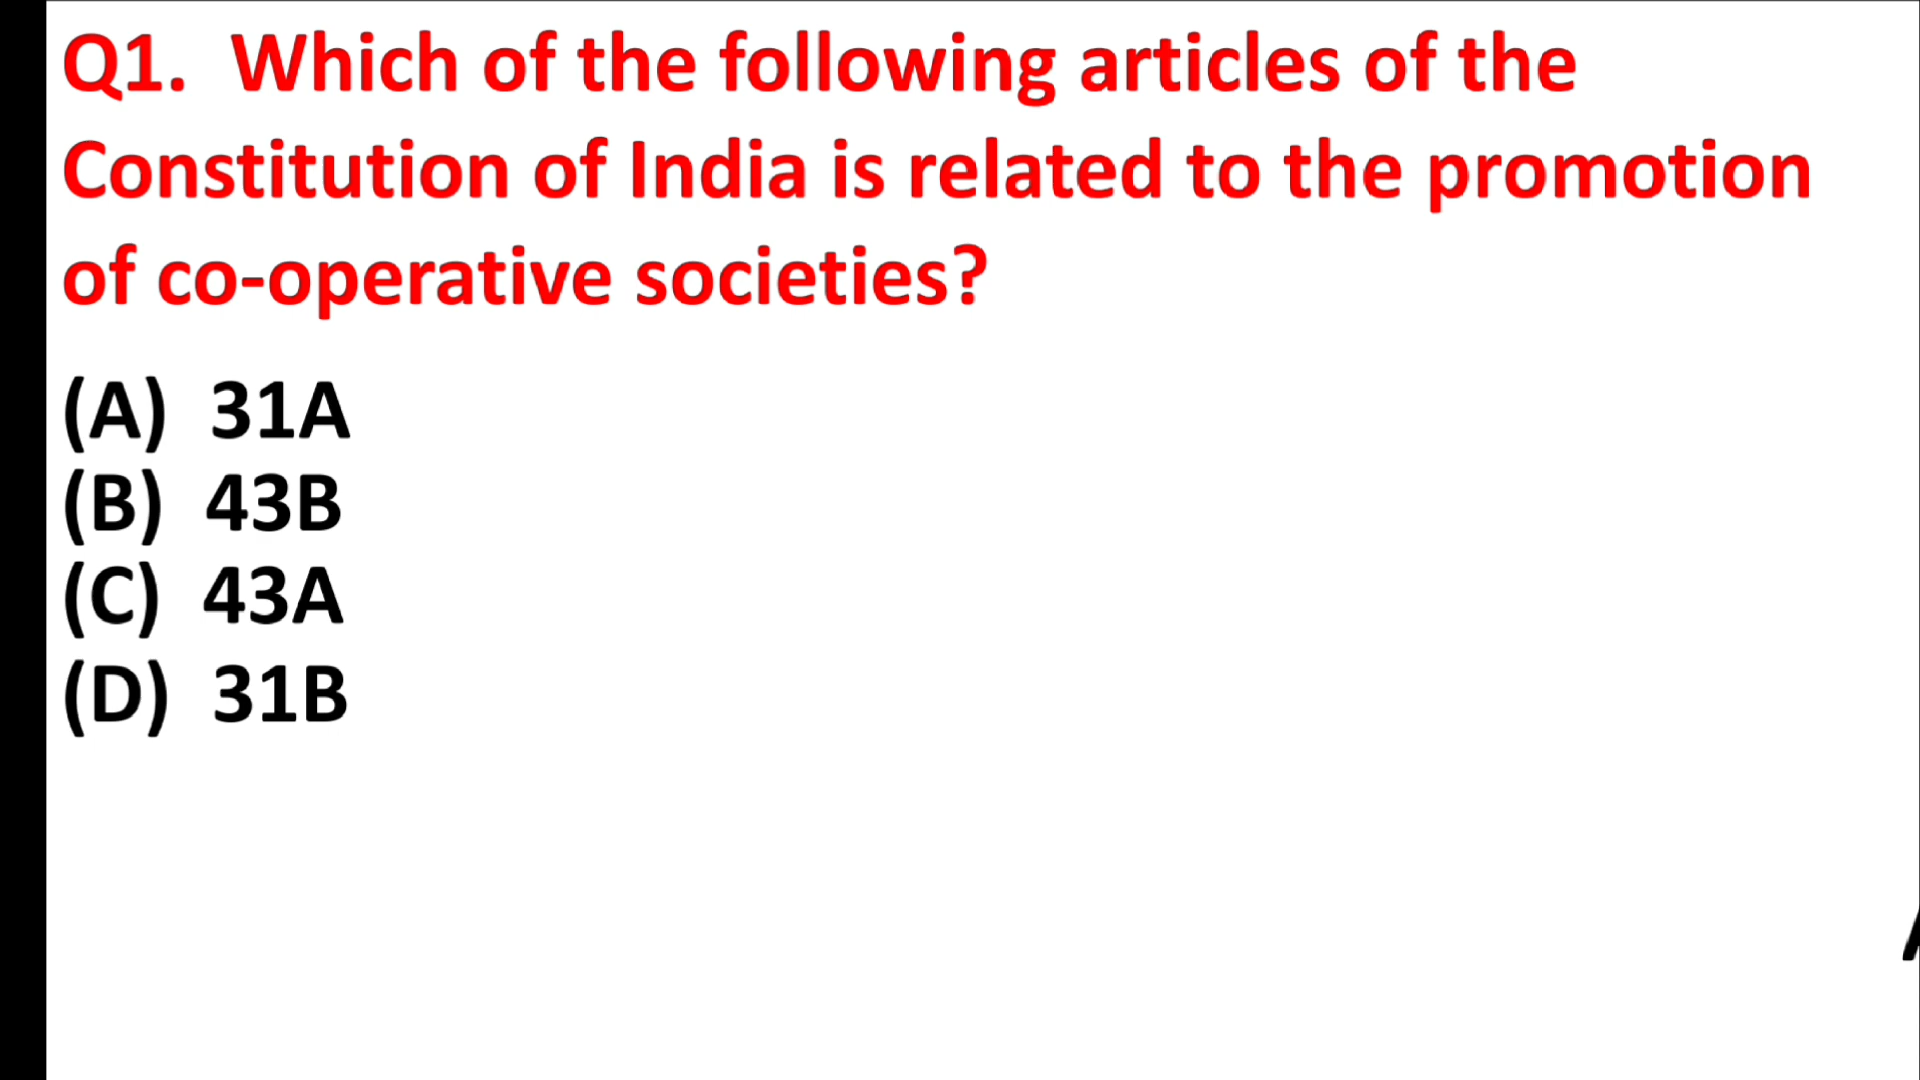 Q1. Which of the following articles of the
Constitution of India is related to the promotion
of co-operative societies?
(A) 31A
(B) 43B
(C) 43A
(D) 31B